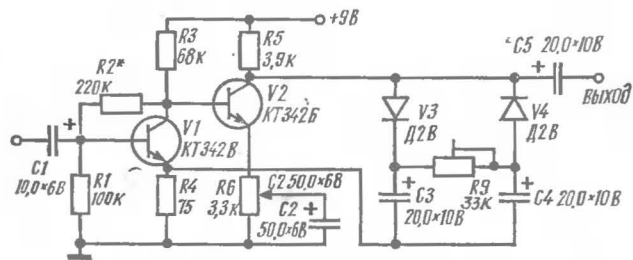 +9В
R3
68к
R5
3,9к
C5 20,0×10В
+
ВЫХОД
R2*
220к
V2
КТ342Б
V3
Д2В
V4
Д2В
+
C1
10,0×6В
V1
КТ342В
R1
100К
R4
75
R6
3,3к
C2 50,0×6В
C2
+
50,0×6В
+
C3
20,0×10В
R9
33К
+
C4 20,0×10В